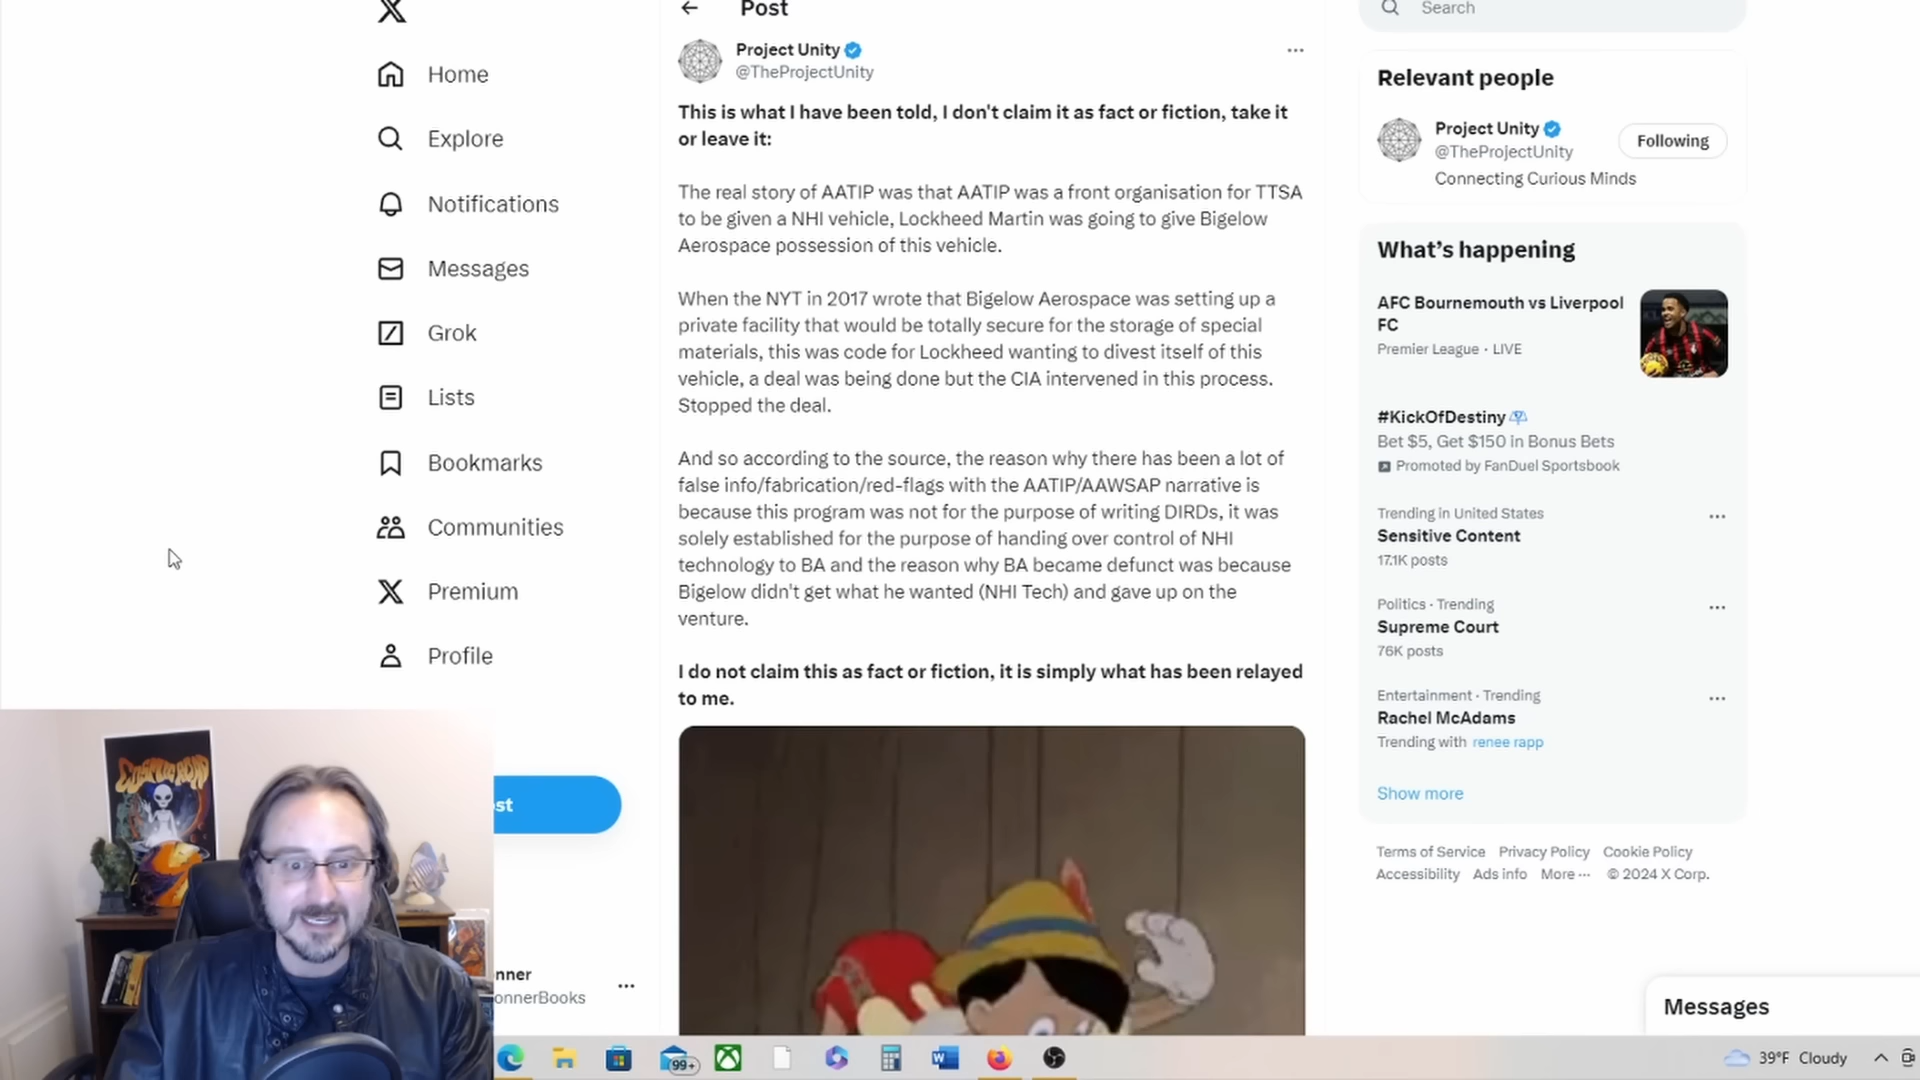 Post
Search
Home
Explore
Notifications
Messages
Grok
Lists
Bookmarks
Communities
Premium
Profile
st
nner
onnerBooks
Project Unity
@TheProjectUnity
This is what I have been told, I don't claim it as fact or fiction, take it
or leave it:
The real story of AATIP was that AATIP was a front organisation for TTSA
to be given a NHI vehicle, Lockheed Martin was going to give Bigelow
Aerospace possession of this vehicle.
When the NYT in 2017 wrote that Bigelow Aerospace was setting up a
private facility that would be totally secure for the storage of special
materials, this was code for Lockheed wanting to divest itself of this
vehicle, a deal was being done but the CIA intervened in this process.
Stopped the deal.
And so according to the source, the reason why there has been a lot of
false info/fabrication/red-flags with the AATIP/AAWSAP narrative is
because this program was not for the purpose of writing DIRDs, it was
solely established for the purpose of handing over control of NHI
technology to BA and the reason why BA became defunct was because
Bigelow didn't get what he wanted (NHI Tech) and gave up on the
venture.
I do not claim this as fact or fiction, it is simply what has been relayed
to me.
Relevant people
Project Unity
@TheProjectUnity
Following
Connecting Curious Minds
What's happening
AFC Bournemouth vs Liverpool
FC
Premier League · LIVE
#KickOfDestiny
Bet $5, Get $150 in Bonus Bets
Promoted by FanDuel Sportsbook
Trending in United States
Sensitive Content
17.1K posts
Politics · Trending
Supreme Court
76K posts
Entertainment · Trending
Rachel McAdams
Trending with renee rapp
Show more
Terms of Service Privacy Policy Cookie Policy
Accessibility Ads info More ··· © 2024 X Corp.
Messages
99+
39°F Cloudy